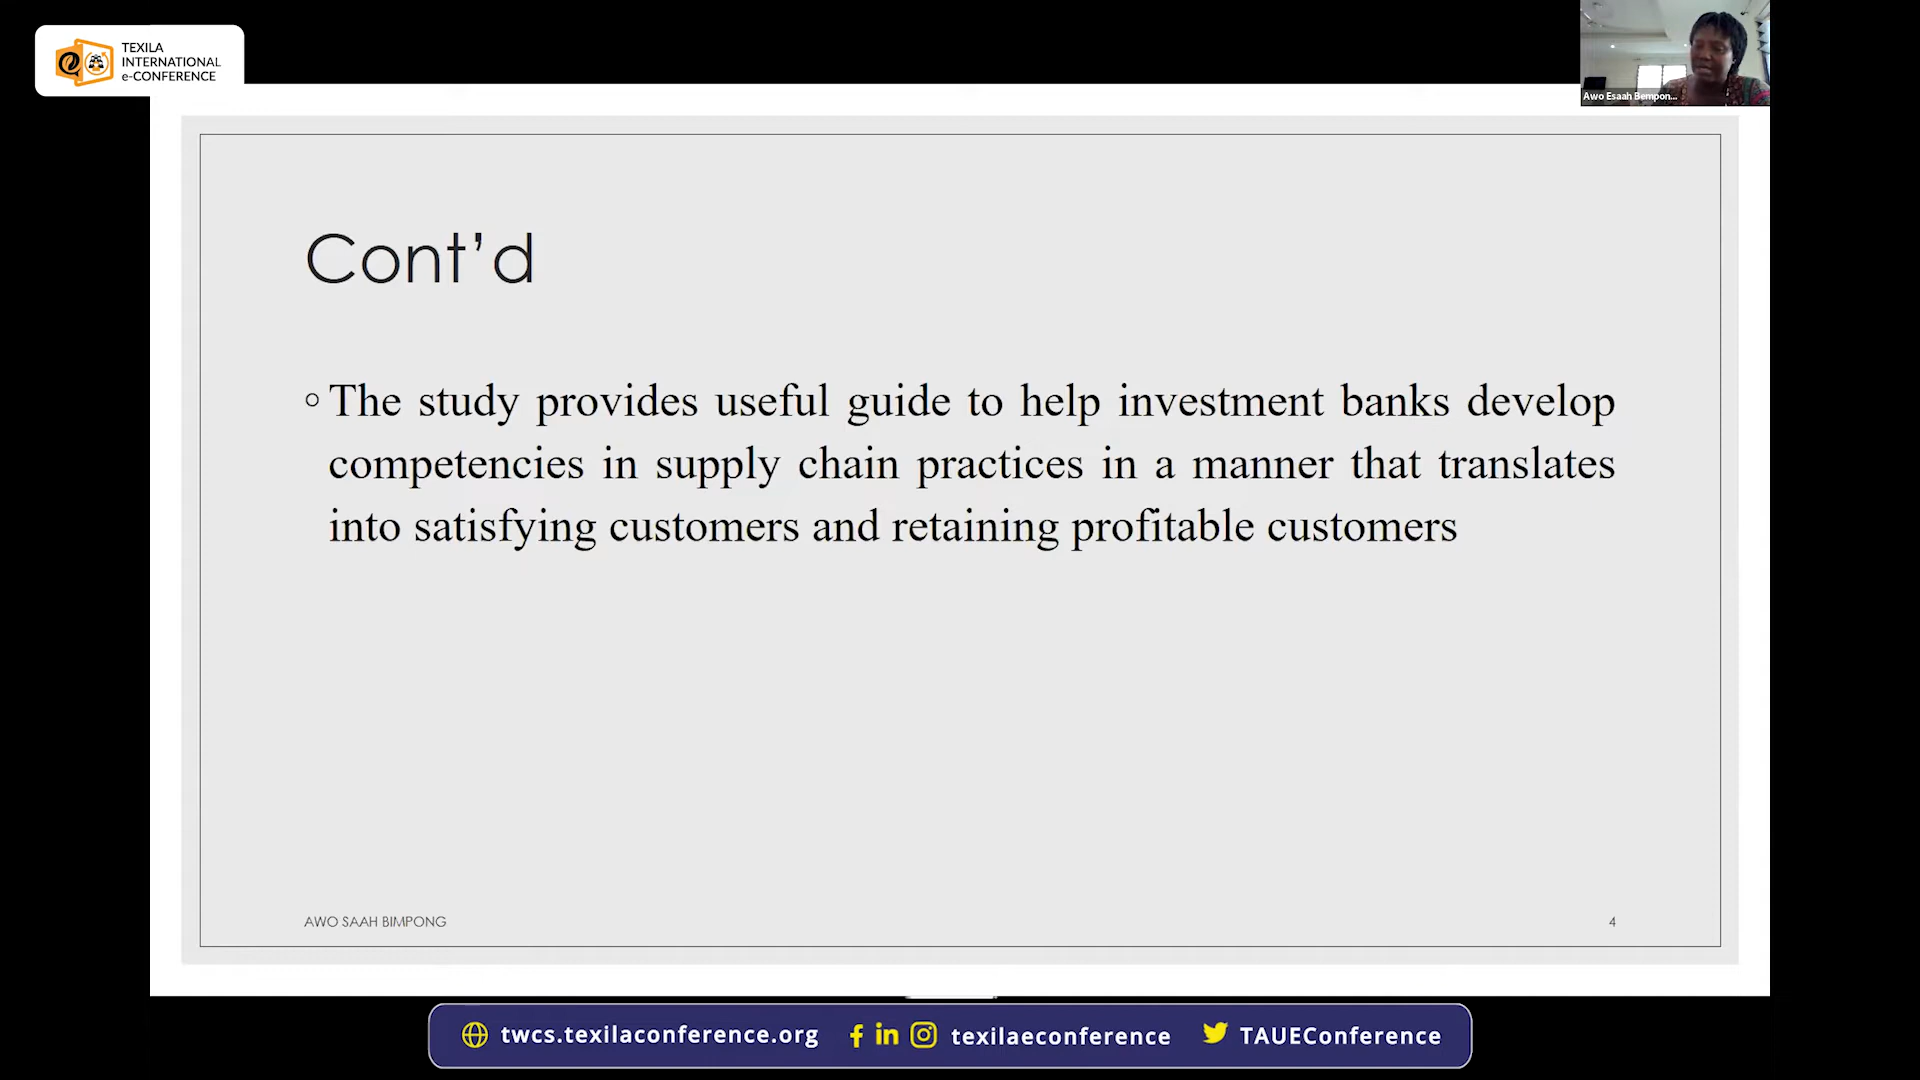 TEXILA
INTERNATIONAL
e-CONFERENCE
Awo Esaah Bempon...
Cont’d
The study provides useful guide to help investment banks develop
competencies in supply chain practices in a manner that translates
into satisfying customers and retaining profitable customers
AWO SAAH BIMPONG
4
twcs.texilaconference.org texilaeconference TAUEConference